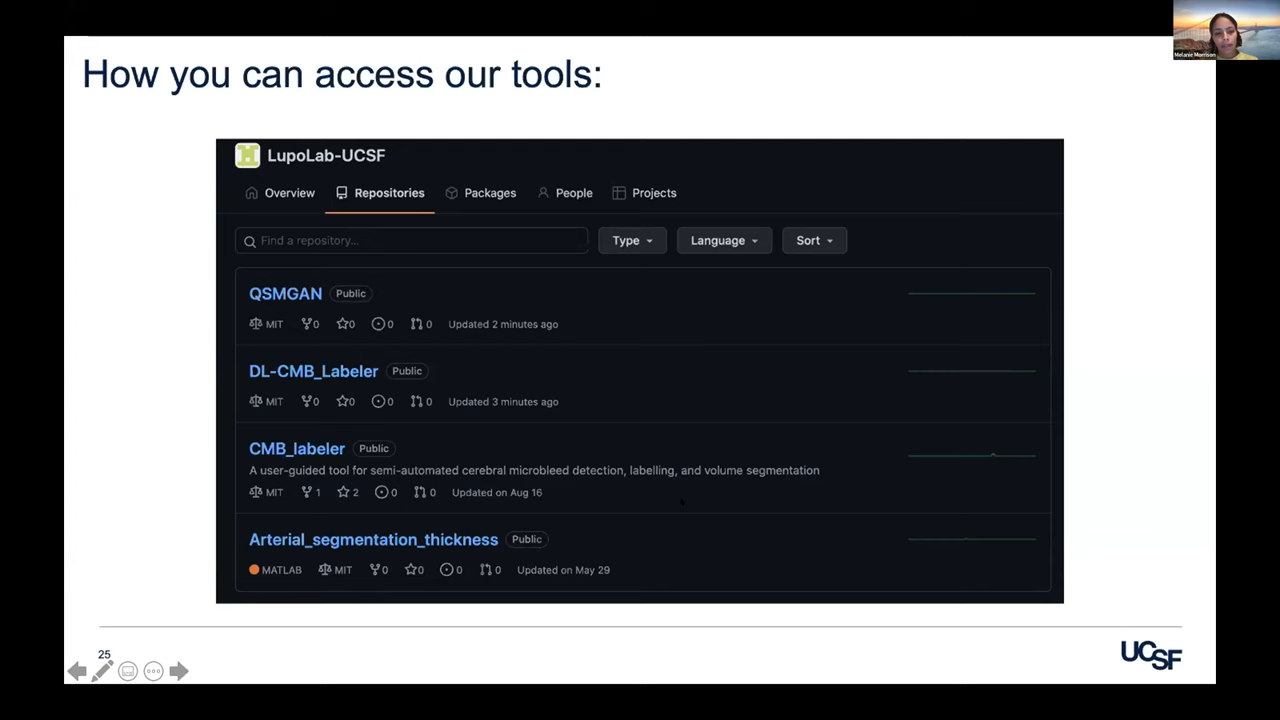 How you can access our tools:
Melanie Morrison
LupoLab-UCSF
Overview Repositories Packages People Projects
Find a repository... Type Language Sort
QSMGAN Public
MIT 0 0 0 0 Updated 2 minutes ago
DL-CMB_Labeler Public
MIT 0 0 0 0 Updated 3 minutes ago
CMB_labeler Public
A user-guided tool for semi-automated cerebral microbleed detection, labelling, and volume segmentation
MIT 1 2 0 0 Updated on Aug 16
Arterial_segmentation_thickness Public
MATLAB MIT 0 0 0 0 Updated on May 29
25
UCSF